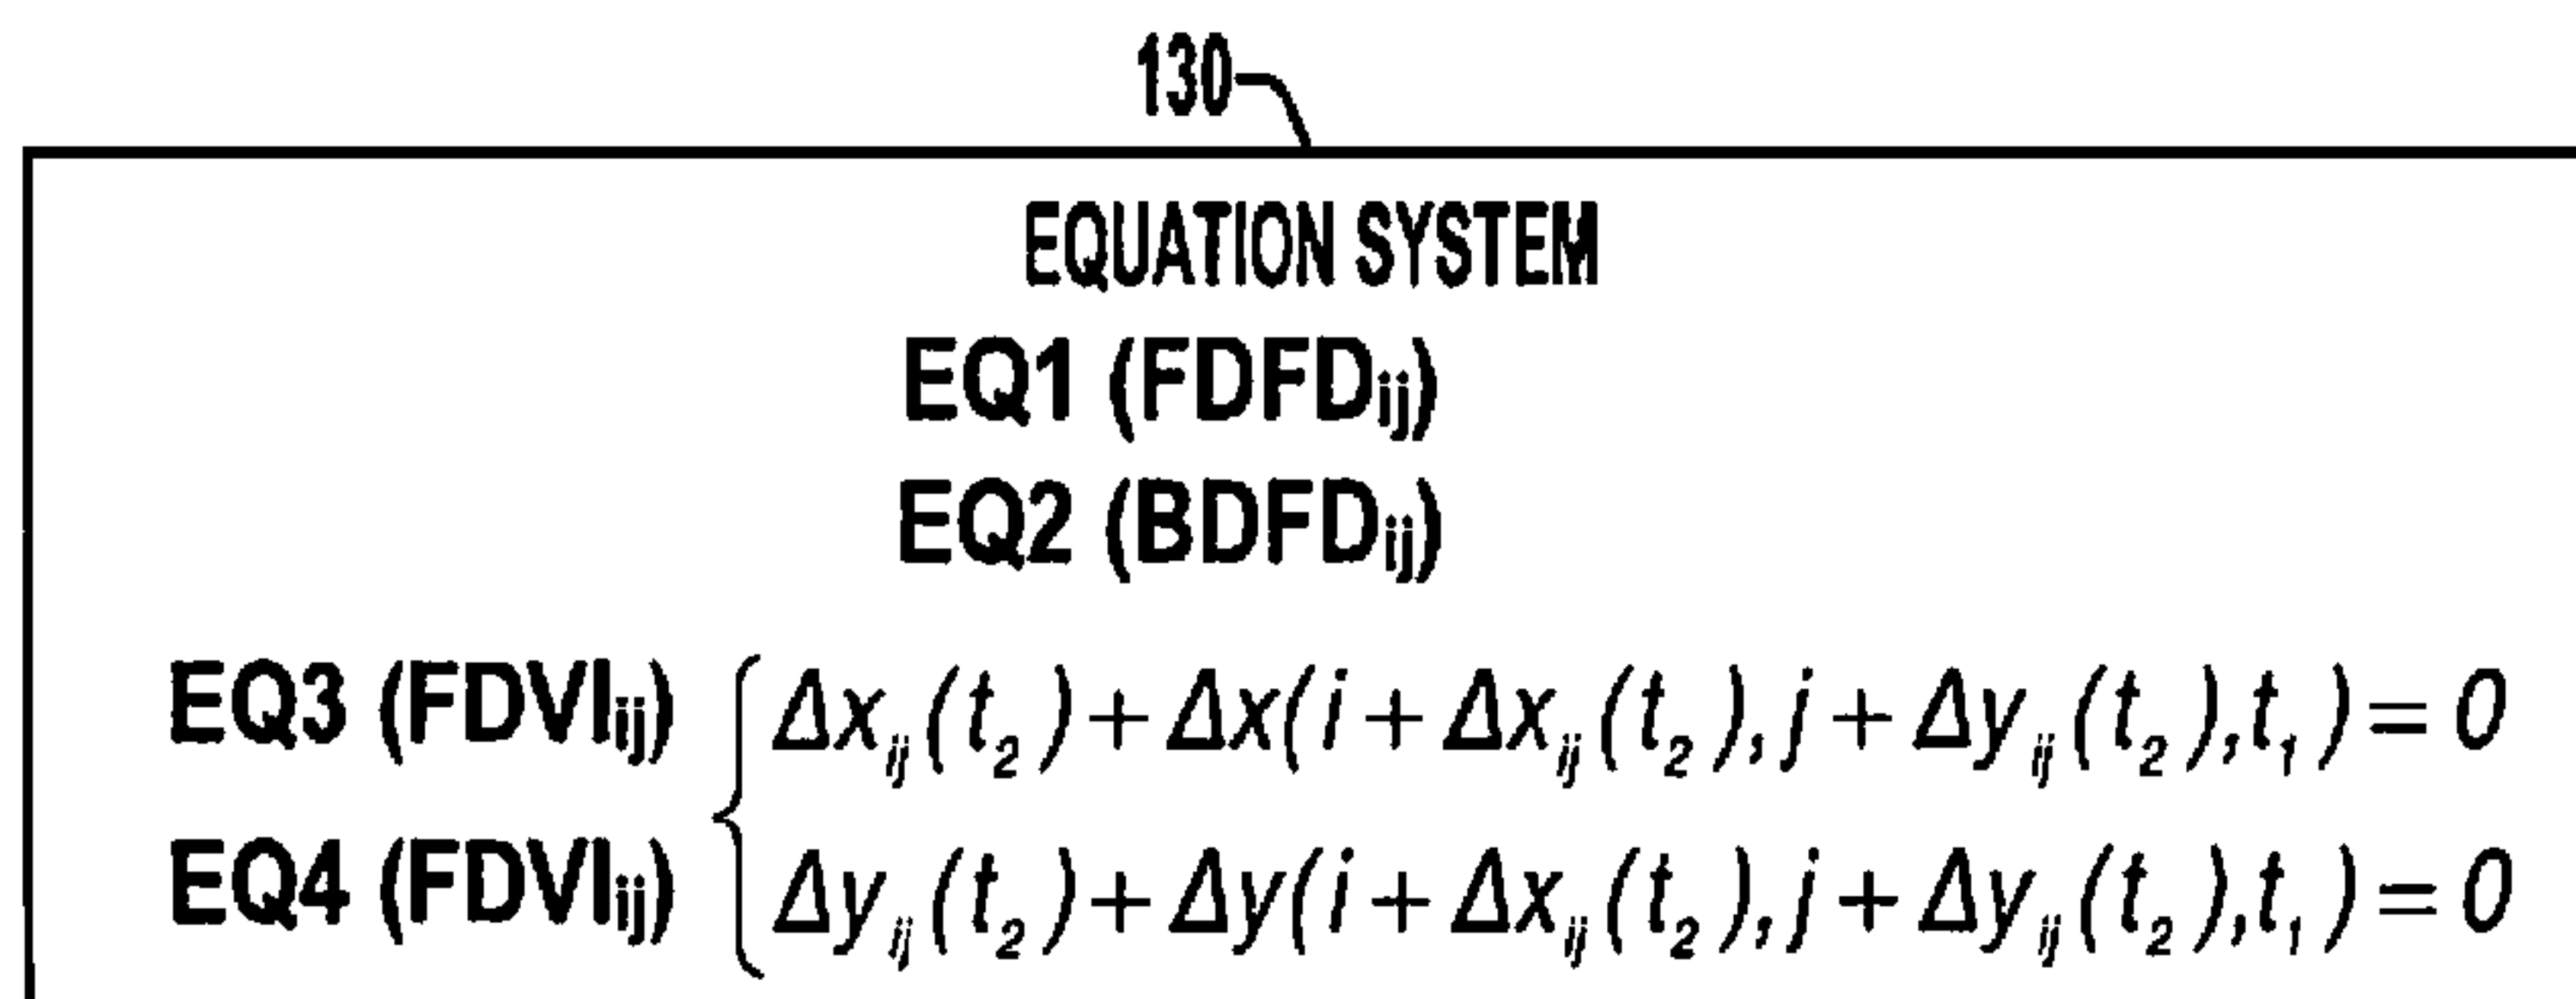 130
EQUATION SYSTEM
EQ1 (FDFDij)
EQ2 (BDFDij)
EQ3 (FDVIij) { Δxij(t2)+Δx(i+Δxij(t2),j+Δyij(t2),t1)=0
EQ4 (FDVIij) Δyij(t2)+Δy(i+Δxij(t2),j+Δyij(t2),t1)=0